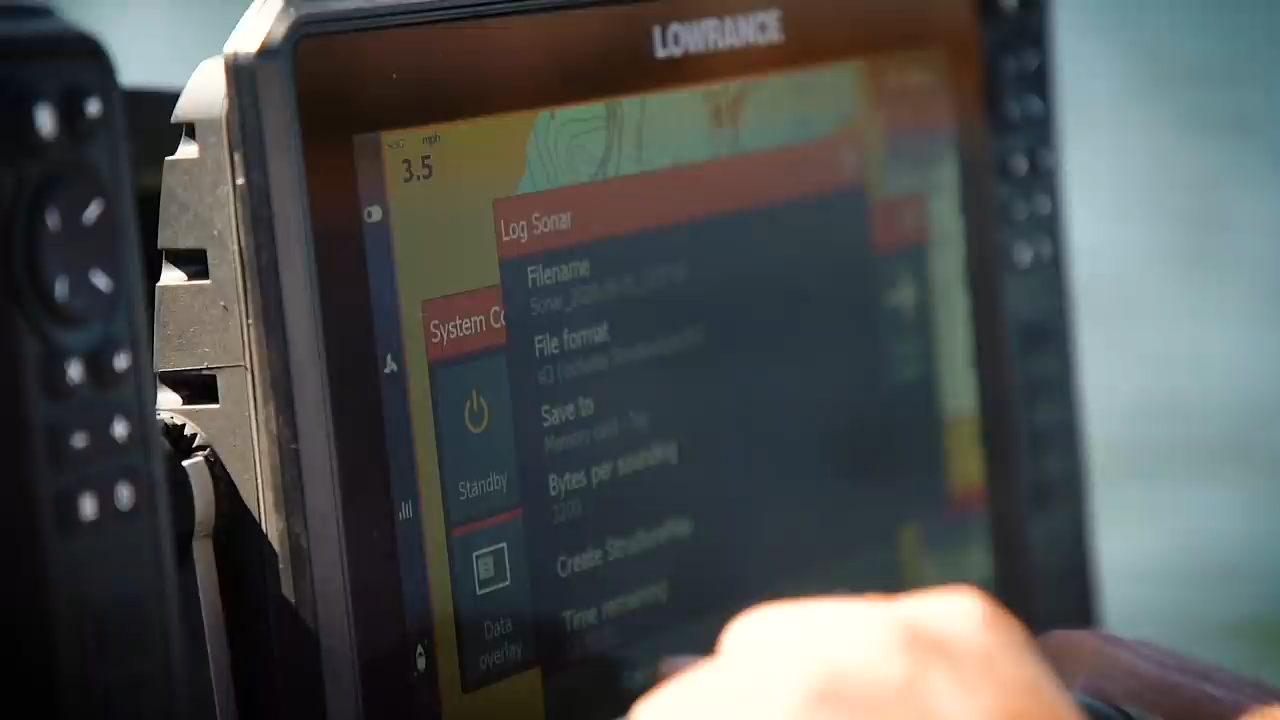 LOWRANCE
SOG mph
3.5
Log Sonar
Filename
File format
System Co
Save to
Bytes per sounding
3200
Standby
Create StructureMap
Time remaining
Data
overlay